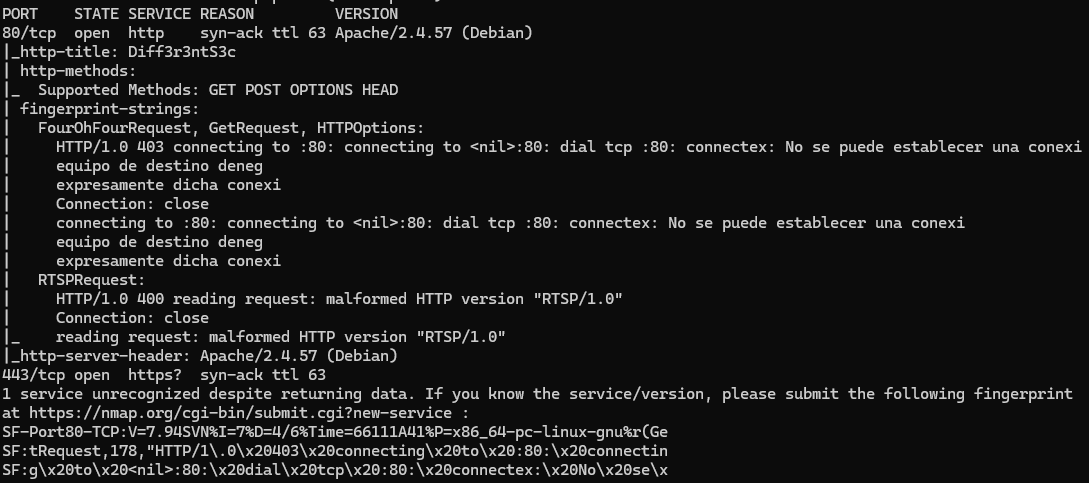 PORT    STATE SERVICE REASON         VERSION
80/tcp  open  http    syn-ack ttl 63 Apache/2.4.57 (Debian)
|_http-title: Diff3r3ntS3c
| http-methods:
|_  Supported Methods: GET POST OPTIONS HEAD
| fingerprint-strings:
|   FourOhFourRequest, GetRequest, HTTPOptions:
|     HTTP/1.0 403 connecting to :80: connecting to <nil>:80: dial tcp :80: connectex: No se puede establecer una conexi
|     equipo de destino deneg
|     expresamente dicha conexi
|     Connection: close
|     connecting to :80: connecting to <nil>:80: dial tcp :80: connectex: No se puede establecer una conexi
|     equipo de destino deneg
|     expresamente dicha conexi
|   RTSPRequest:
|     HTTP/1.0 400 reading request: malformed HTTP version "RTSP/1.0"
|     Connection: close
|_    reading request: malformed HTTP version "RTSP/1.0"
|_http-server-header: Apache/2.4.57 (Debian)
443/tcp open  https?  syn-ack ttl 63
1 service unrecognized despite returning data. If you know the service/version, please submit the following fingerprint
at https://nmap.org/cgi-bin/submit.cgi?new-service :
SF-Port80-TCP:V=7.94SVN%I=7%D=4/6%Time=66111A41%P=x86_64-pc-linux-gnu%r(Ge
SF:tRequest,178,"HTTP/1\.0\x20403\x20connecting\x20to\x20:80:\x20connectin
SF:g\x20to\x20<nil>:80:\x20dial\x20tcp\x20:80:\x20connectex:\x20No\x20se\x